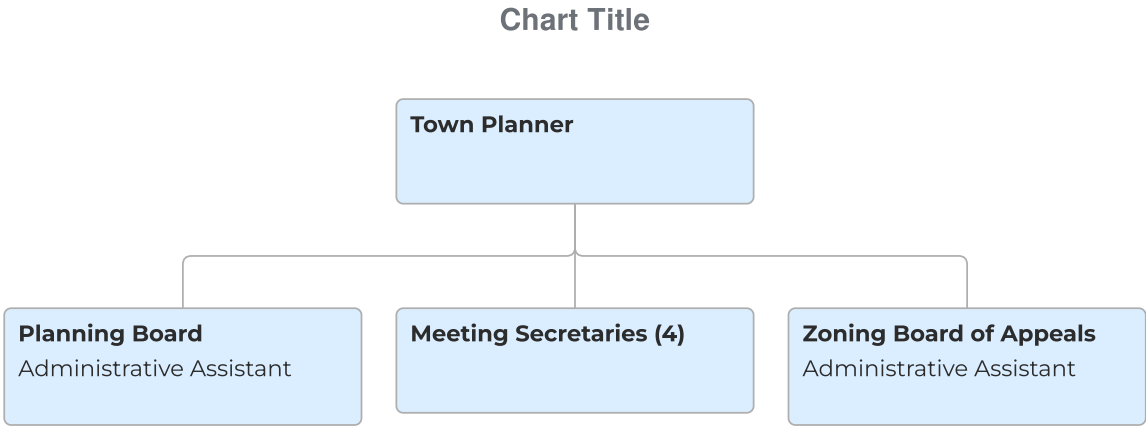 Chart Title
Town Planner
Planning Board
Administrative Assistant
Meeting Secretaries (4)
Zoning Board of Appeals
Administrative Assistant